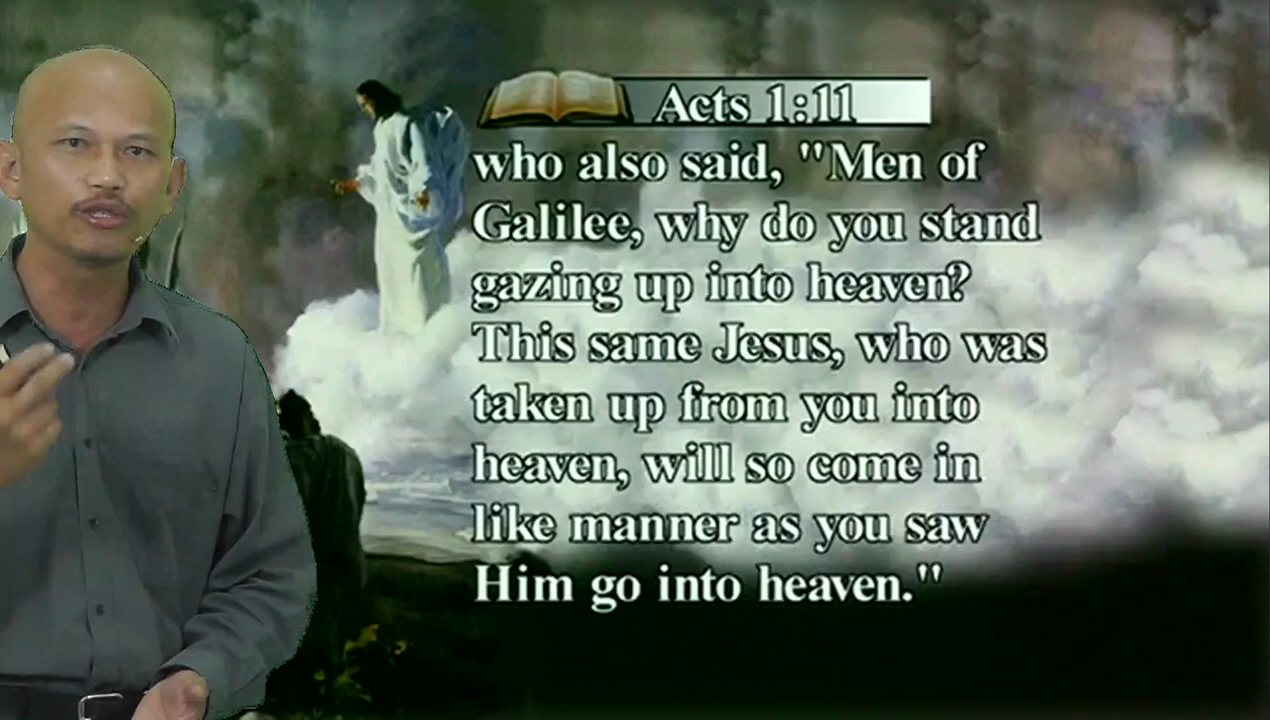 Acts 1:11
who also said, "Men of
Galilee, why do you stand
gazing up into heaven?
This same Jesus, who was
taken up from you into
heaven, will so come in
like manner as you saw
Him go into heaven."